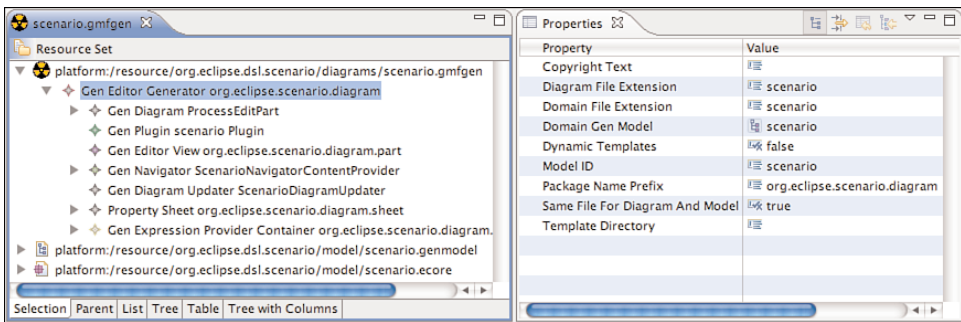 scenario.gmfgen
Resource Set
platform:/resource/org.eclipse.dsl.scenario/diagrams/scenario.gmfgen
Gen Editor Generator org.eclipse.scenario.diagram
Gen Diagram ProcessEditPart
Gen Plugin scenario Plugin
Gen Editor View org.eclipse.scenario.diagram.part
Gen Navigator ScenarioNavigatorContentProvider
Gen Diagram Updater ScenarioDiagramUpdater
Property Sheet org.eclipse.scenario.diagram.sheet
Gen Expression Provider Container org.eclipse.scenario.diagram.
platform:/resource/org.eclipse.dsl.scenario/model/scenario.genmodel
platform:/resource/org.eclipse.dsl.scenario/model/scenario.ecore
Selection Parent List Tree Table Tree with Columns
Properties
Property Value
Copyright Text
Diagram File Extension scenario
Domain File Extension scenario
Domain Gen Model scenario
Dynamic Templates false
Model ID scenario
Package Name Prefix org.eclipse.scenario.diagram
Same File For Diagram And Model true
Template Directory